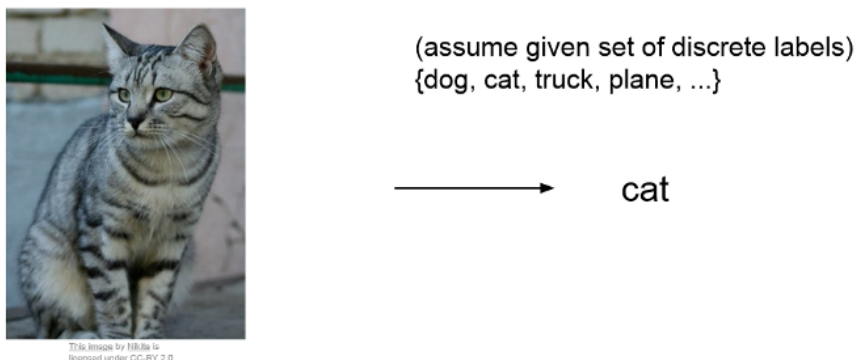 (assume given set of discrete labels)
{dog, cat, truck, plane, ...}
cat
This image by Nikita is
licensed under CC-BY 2.0